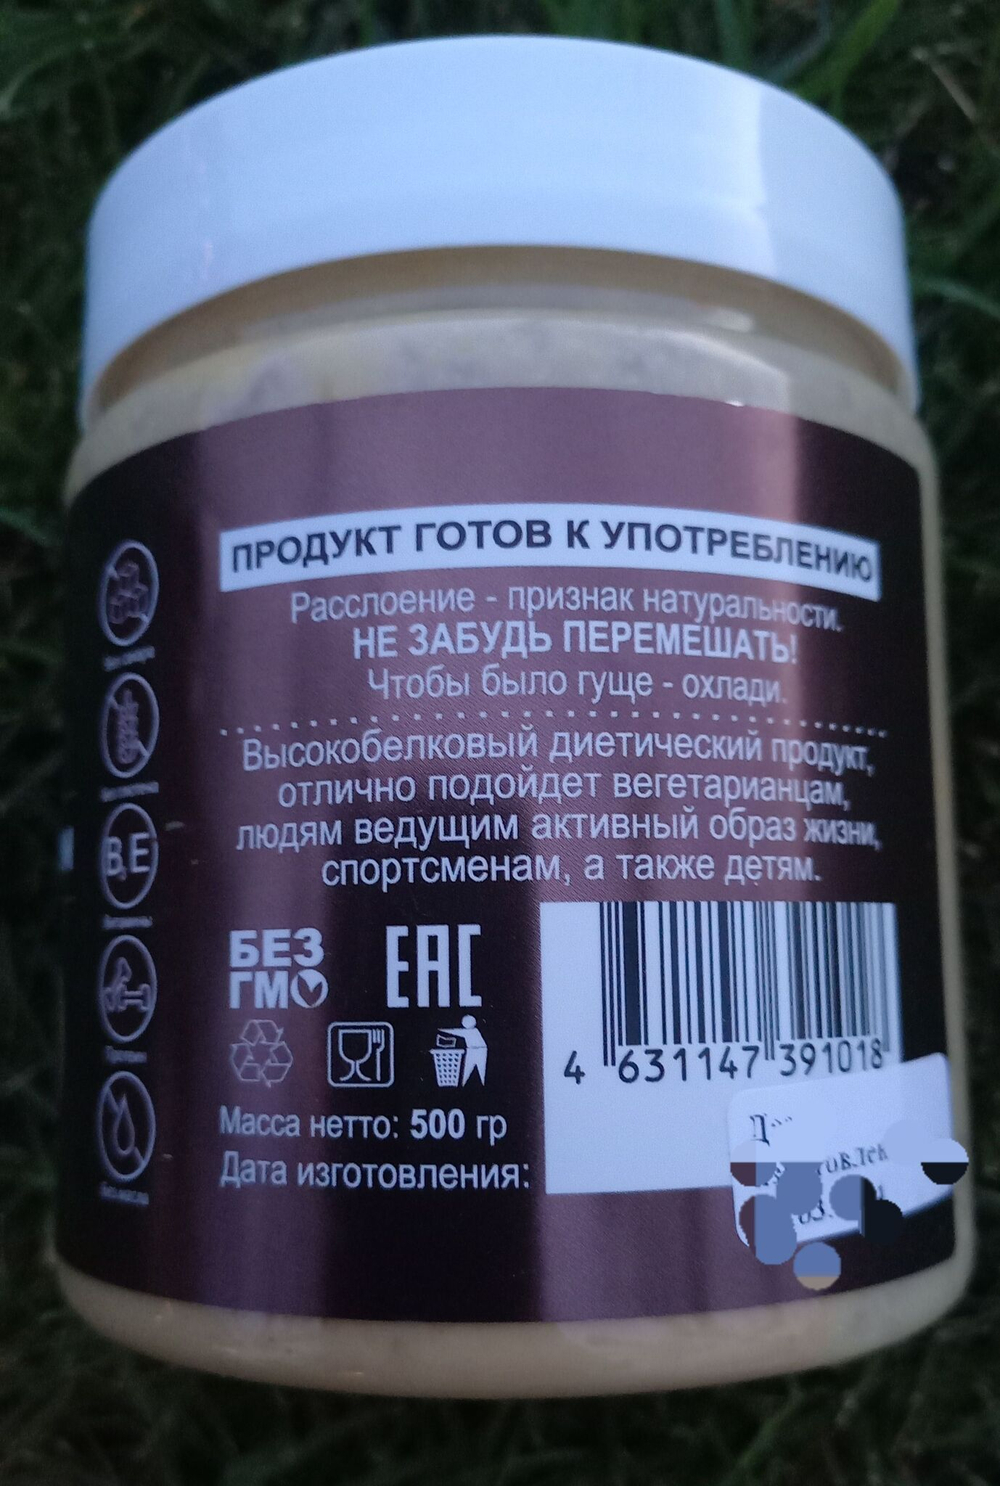 ПРОДУКТ ГОТОВ К УПОТРЕБЛЕНИЮ
Расслоение - признак натуральности.
НЕ ЗАБУДЬ ПЕРЕМЕШАТЬ!
Чтобы было гуще - охлади.
Высокобелковый диетический продукт,
отлично подойдет вегетарианцам,
людям ведущим активный образ жизни,
спортсменам, а также детям.
B,E
БЕЗ
ГМО
EAC
4 631147 391018
Масса нетто: 500 гр
Дата изготовления: